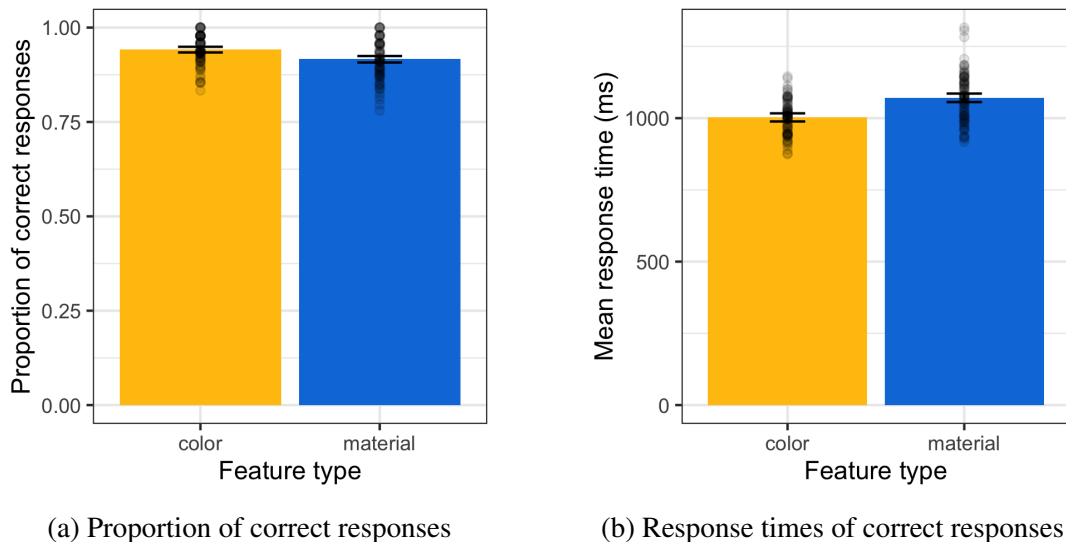 Proportion of correct responses
1.00
0.75
0.50
0.25
0.00
color material
Feature type
(a) Proportion of correct responses
Mean response time (ms)
1000
500
0
color material
Feature type
(b) Response times of correct responses